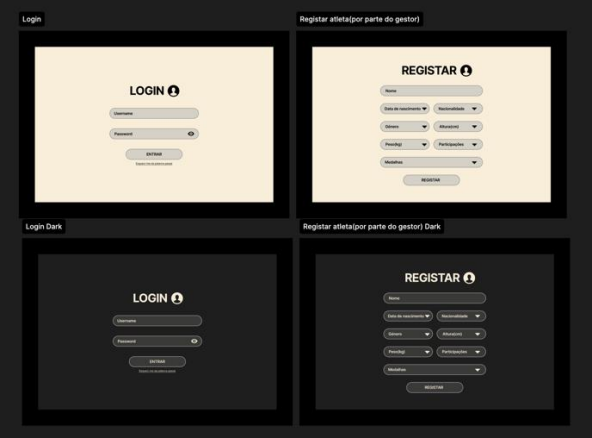 Login
LOGIN
Username
Password
ENTRAR
Registar atleta(por parte do gestor)
REGISTAR
Nome
Data de nascimento Nacionalidade
Género Altura(cm)
Peso(kg) Participações
Medalhas
REGISTAR
Login Dark
LOGIN
Username
Password
ENTRAR
Registar atleta(por parte do gestor) Dark
REGISTAR
Nome
Data de nascimento Nacionalidade
Género Altura(cm)
Peso(kg) Participações
Medalhas
REGISTAR